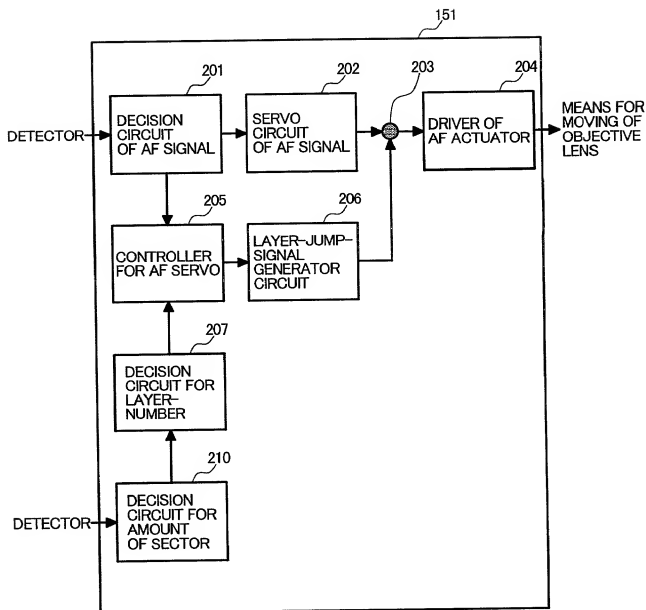 151
201
202
203
204
DETECTOR
DECISION
CIRCUIT
OF AF SIGNAL
SERVO
CIRCUIT
OF AF SIGNAL
DRIVER OF
AF ACTUATOR
MEANS FOR
MOVING OF
OBJECTIVE
LENS
205
206
CONTROLLER
FOR AF SERVO
LAYER-JUMP-
SIGNAL
GENERATOR
CIRCUIT
207
DECISION
CIRCUIT FOR
LAYER-
NUMBER
210
DETECTOR
DECISION
CIRCUIT FOR
AMOUNT
OF SECTOR